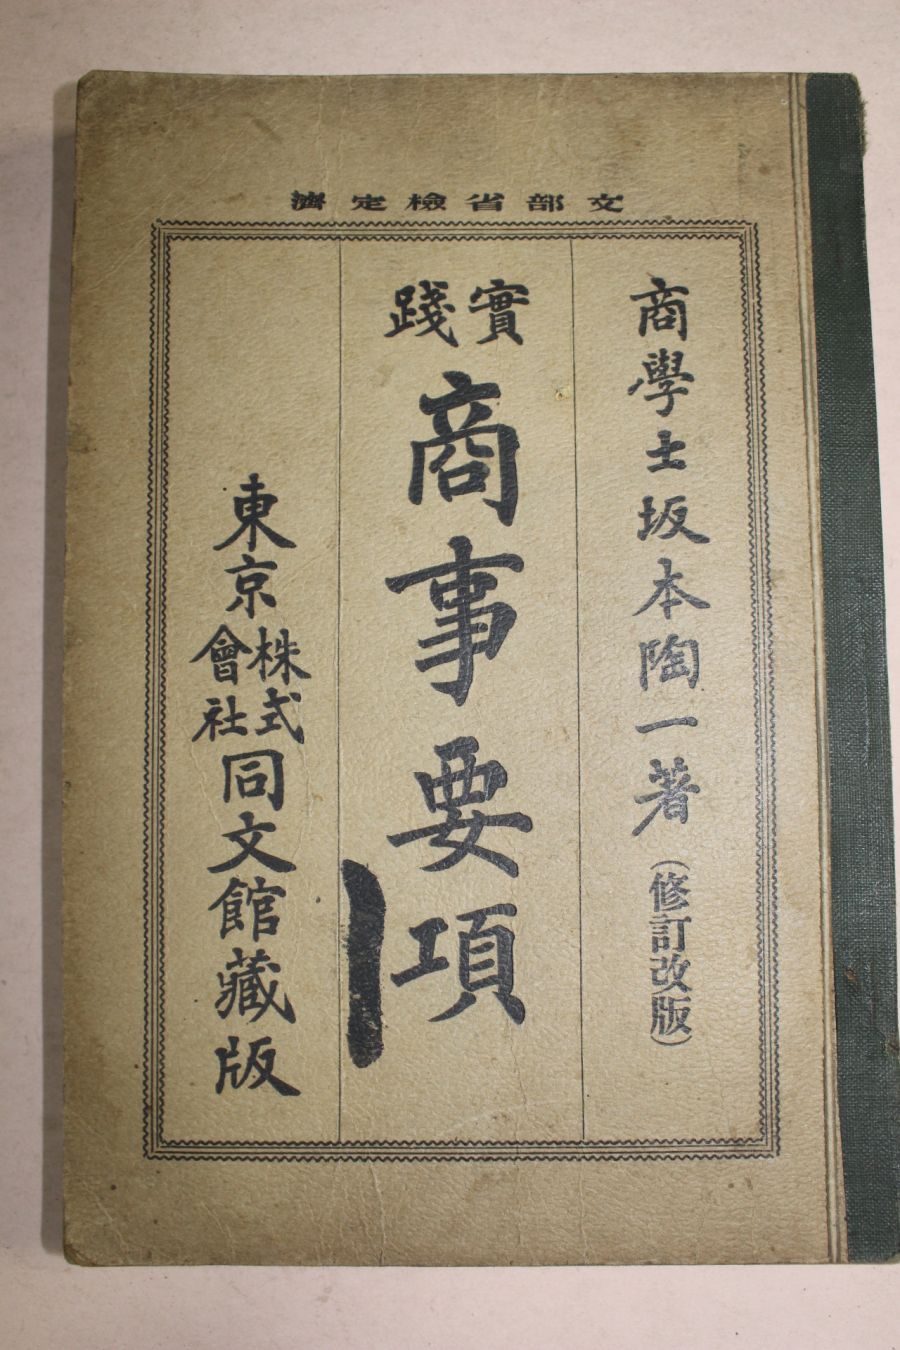 文部省檢定濟
商學士坂本陶一著（修訂改版）
實踐
商事要項
東京株式會社同文館藏版